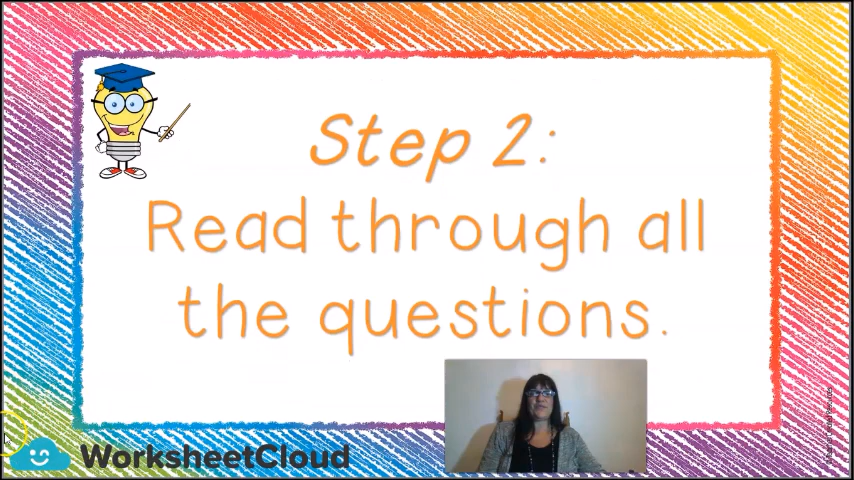 Step 2:
Read through all
the questions.
WorksheetCloud